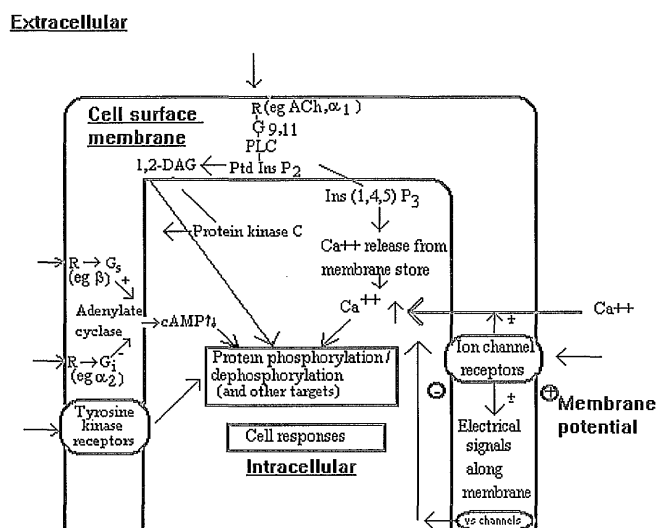 Extracellular
R(eg ACh,α1)
G9,11
PLC
Cell surface
membrane
1,2-DAG ← Ptd Ins P2
Ins (1,4,5) P3
Protein kinase C
Ca++ release from
membrane store
R → Gs
(eg β) +
Adenylate
cyclase
→ cAMP↑↓
Ca++ ↑
Ca++
±
R→Gi -
(eg α2)
Protein phosphorylation/
dephosphorylation
(and other targets)
Ion channel
receptors
Tyrosine
kinase
receptors
- 
+
±
Membrane
potential
Cell responses
Intracellular
Electrical
signals
along
membrane
vs channels